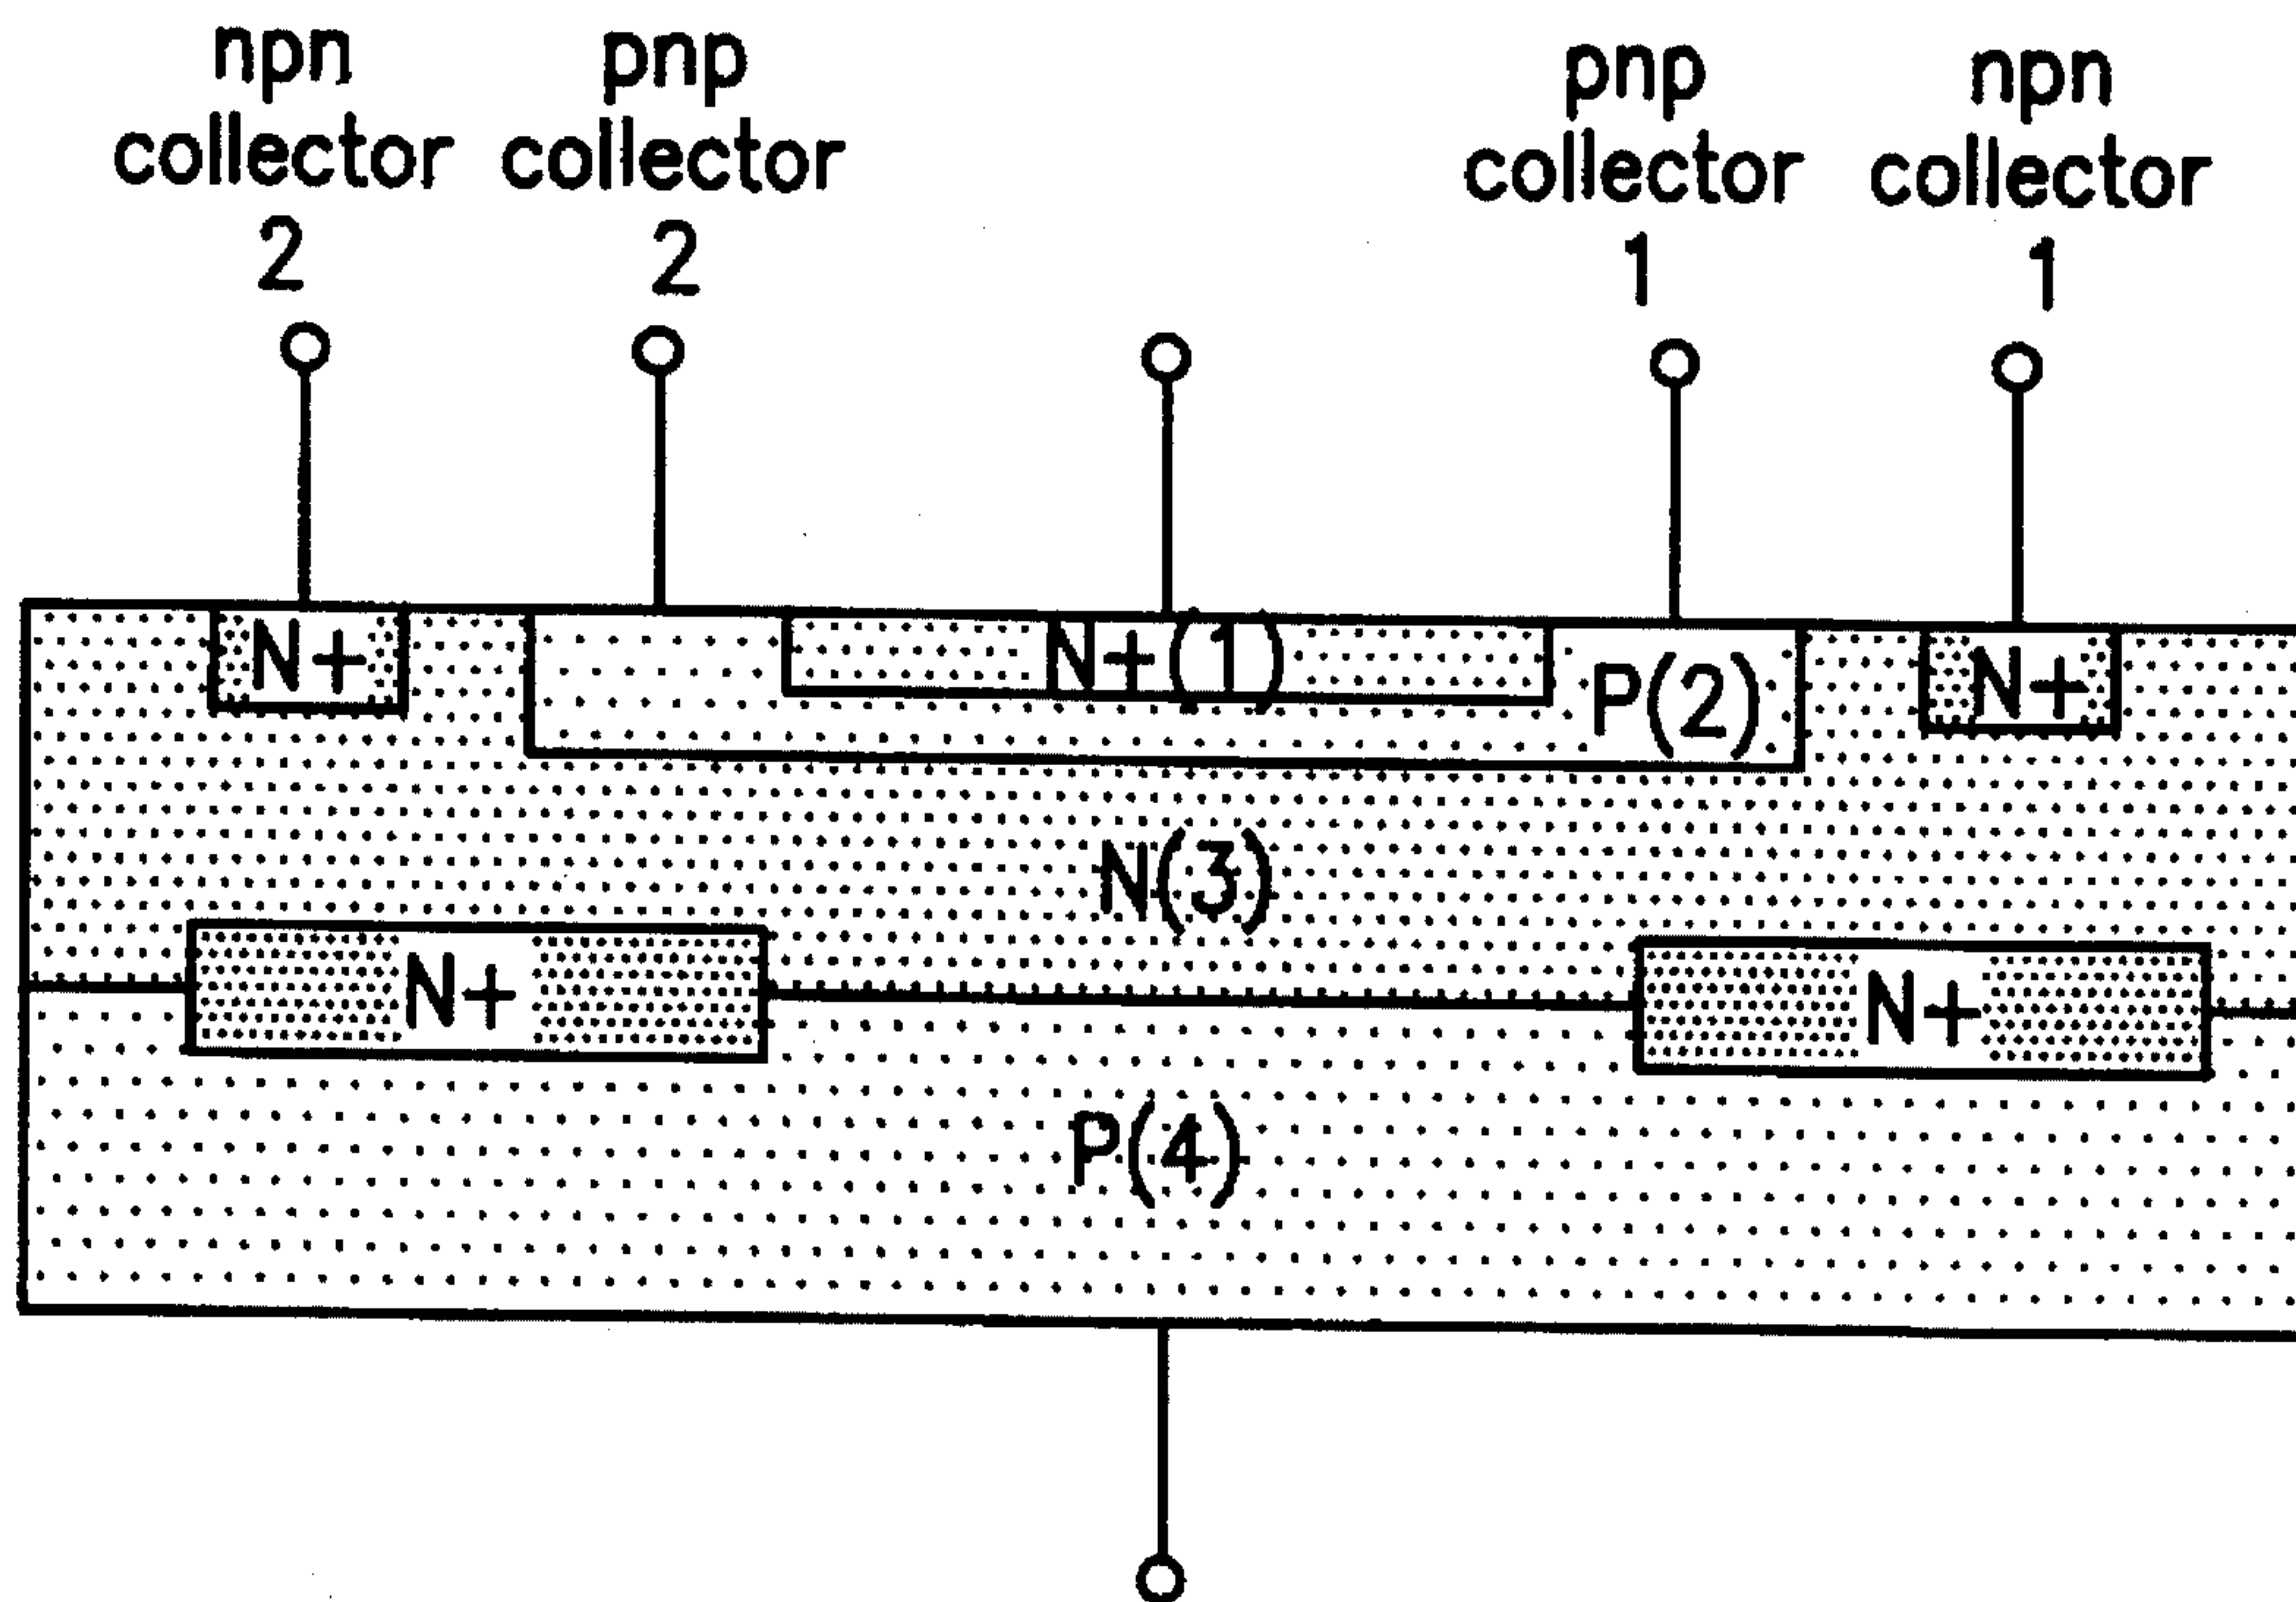 npn
collector
2
pnp
collector
2
pnp
collector
1
npn
collector
1
N+
N+(1)
P(2)
N+
N(3)
N+
N+
P(4)